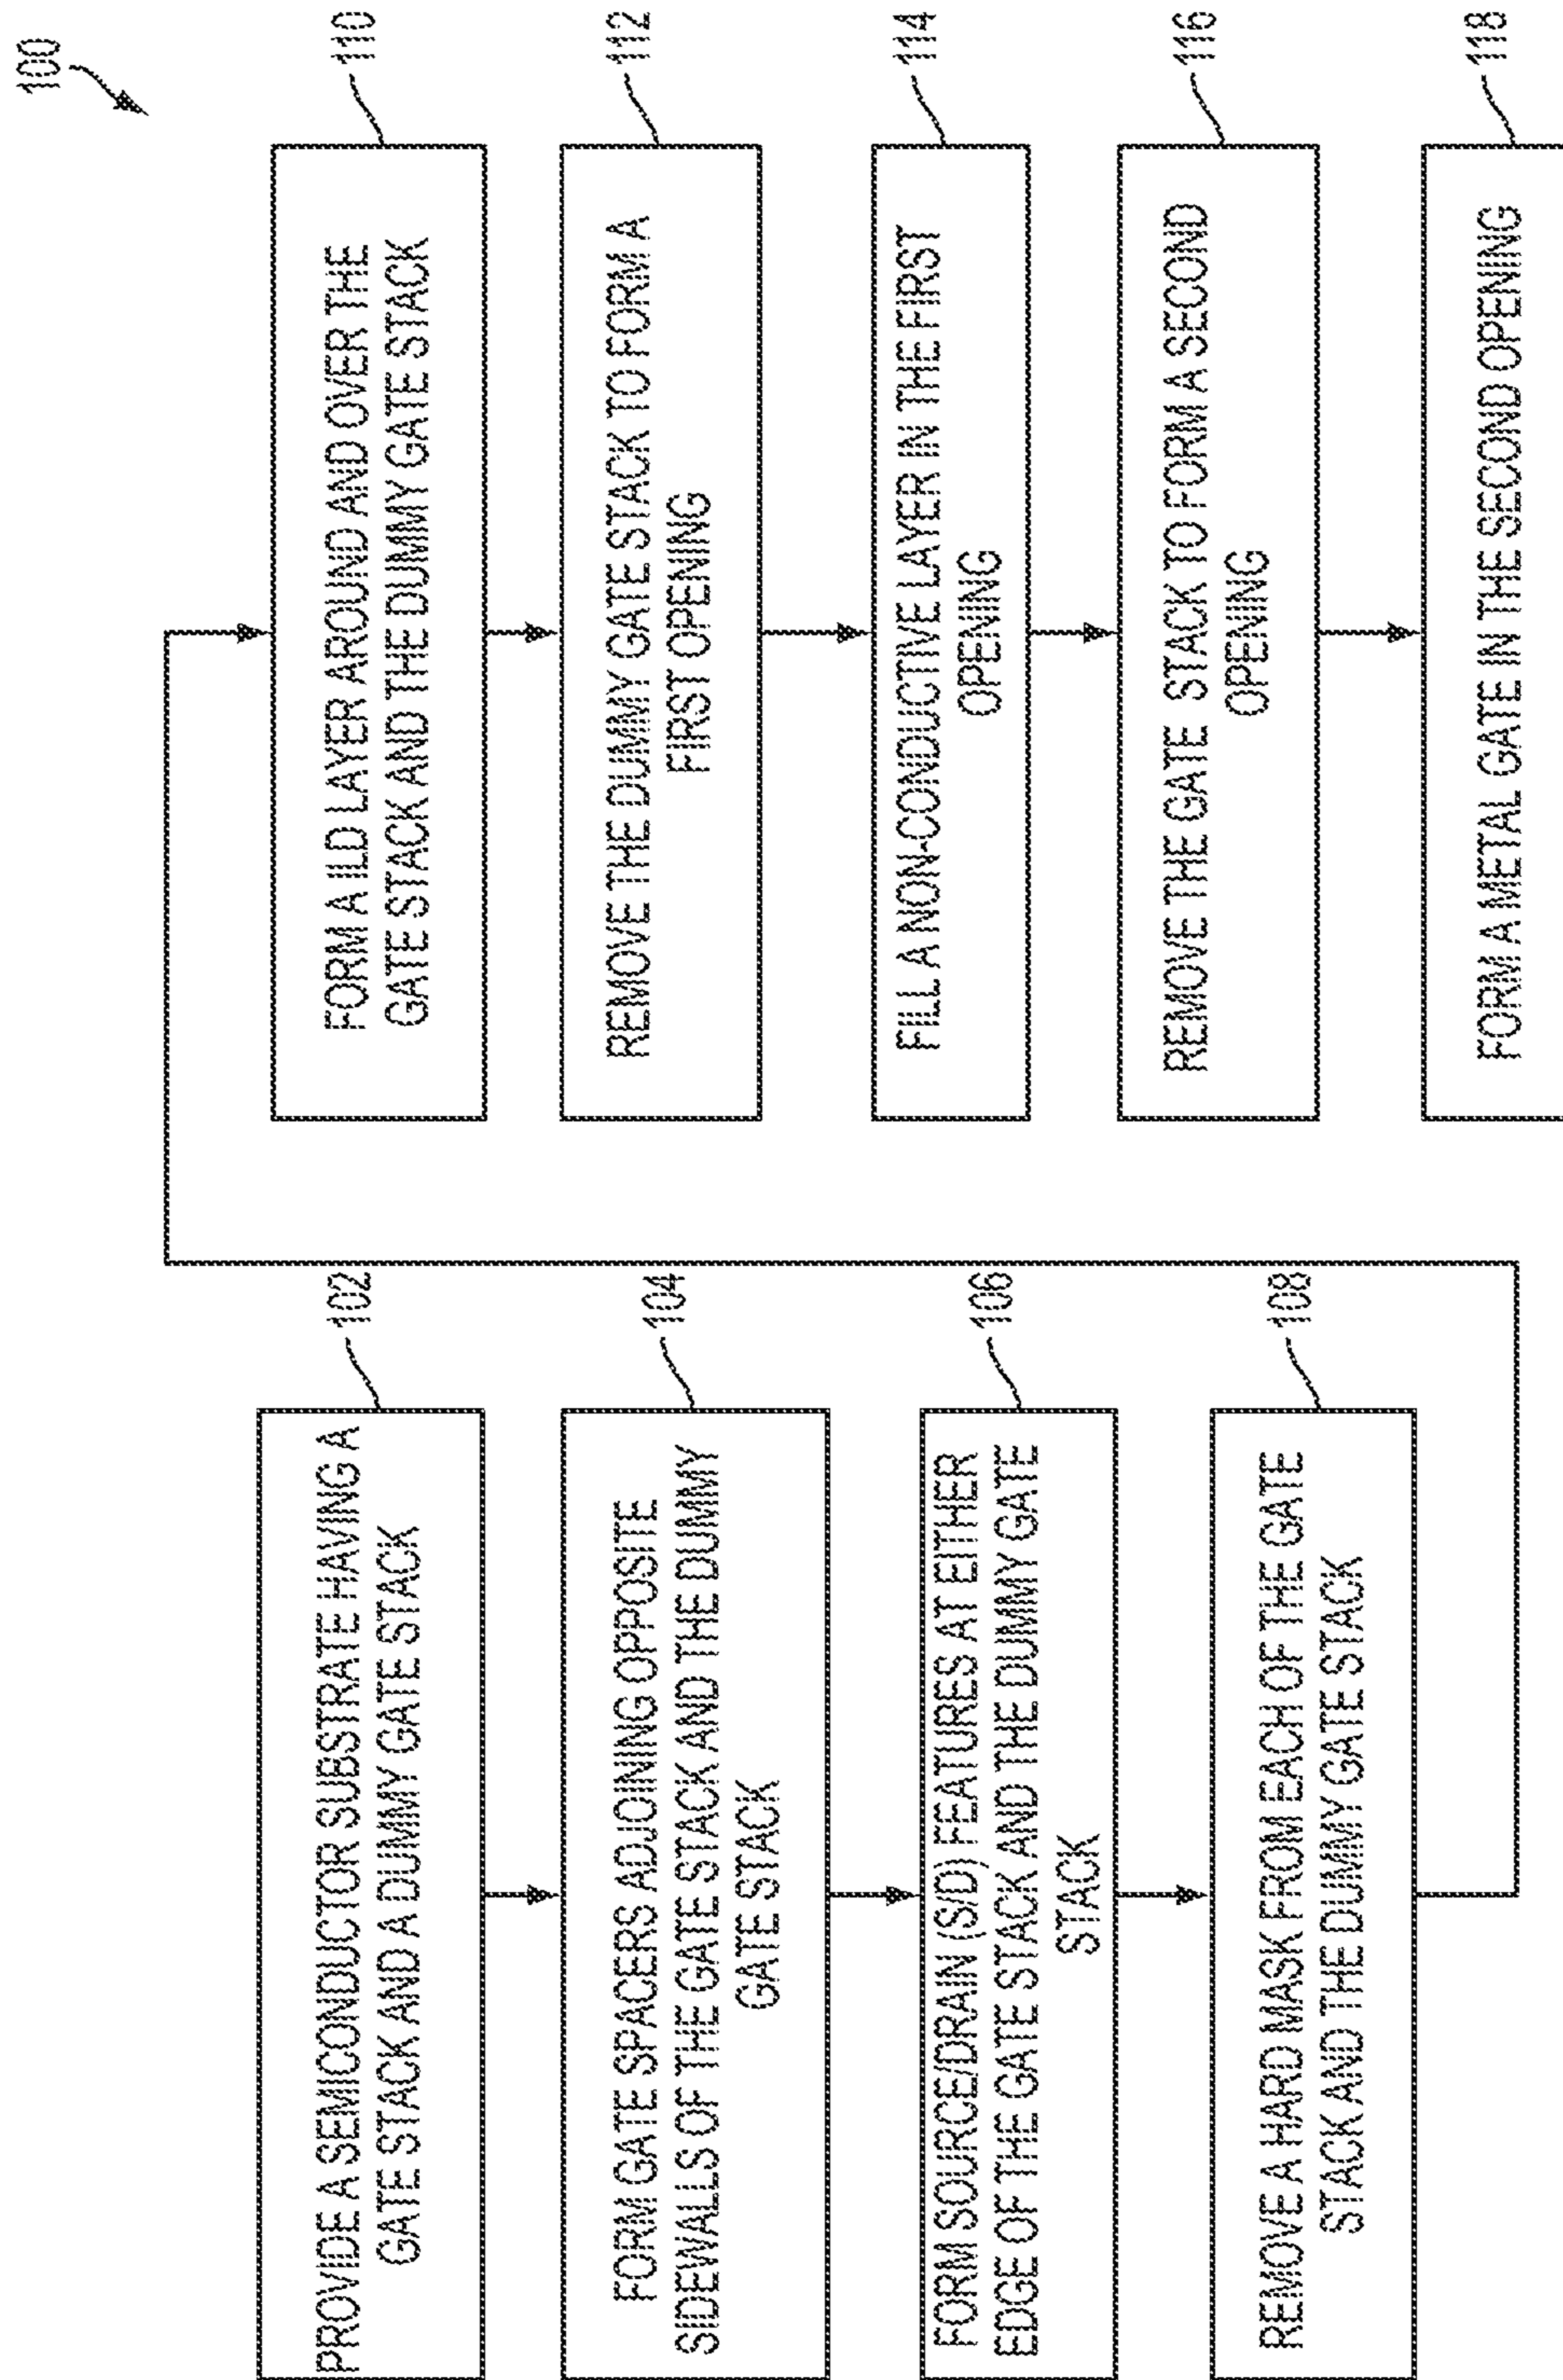 100
102
PROVIDE A SEMICONDUCTOR SUBSTRATE HAVING A
GATE STACK AND A DUMMY GATE STACK
104
FORM GATE SPACERS ADJOINING OPPOSITE
SIDEWALLS OF THE GATE STACK AND THE DUMMY
GATE STACK
106
FORM SOURCE/DRAIN (S/D) FEATURES AT EITHER
EDGE OF THE GATE STACK AND THE DUMMY GATE
STACK
108
REMOVE A HARD MASK FROM EACH OF THE GATE
STACK AND THE DUMMY GATE STACK
110
FORM A ILD LAYER AROUND AND OVER THE
GATE STACK AND THE DUMMY GATE STACK
112
REMOVE THE DUMMY GATE STACK TO FORM A
FIRST OPENING
114
FILL A NON-CONDUCTIVE LAYER IN THE FIRST
OPENING
116
REMOVE THE GATE STACK TO FORM A SECOND
OPENING
118
FORM A METAL GATE IN THE SECOND OPENING